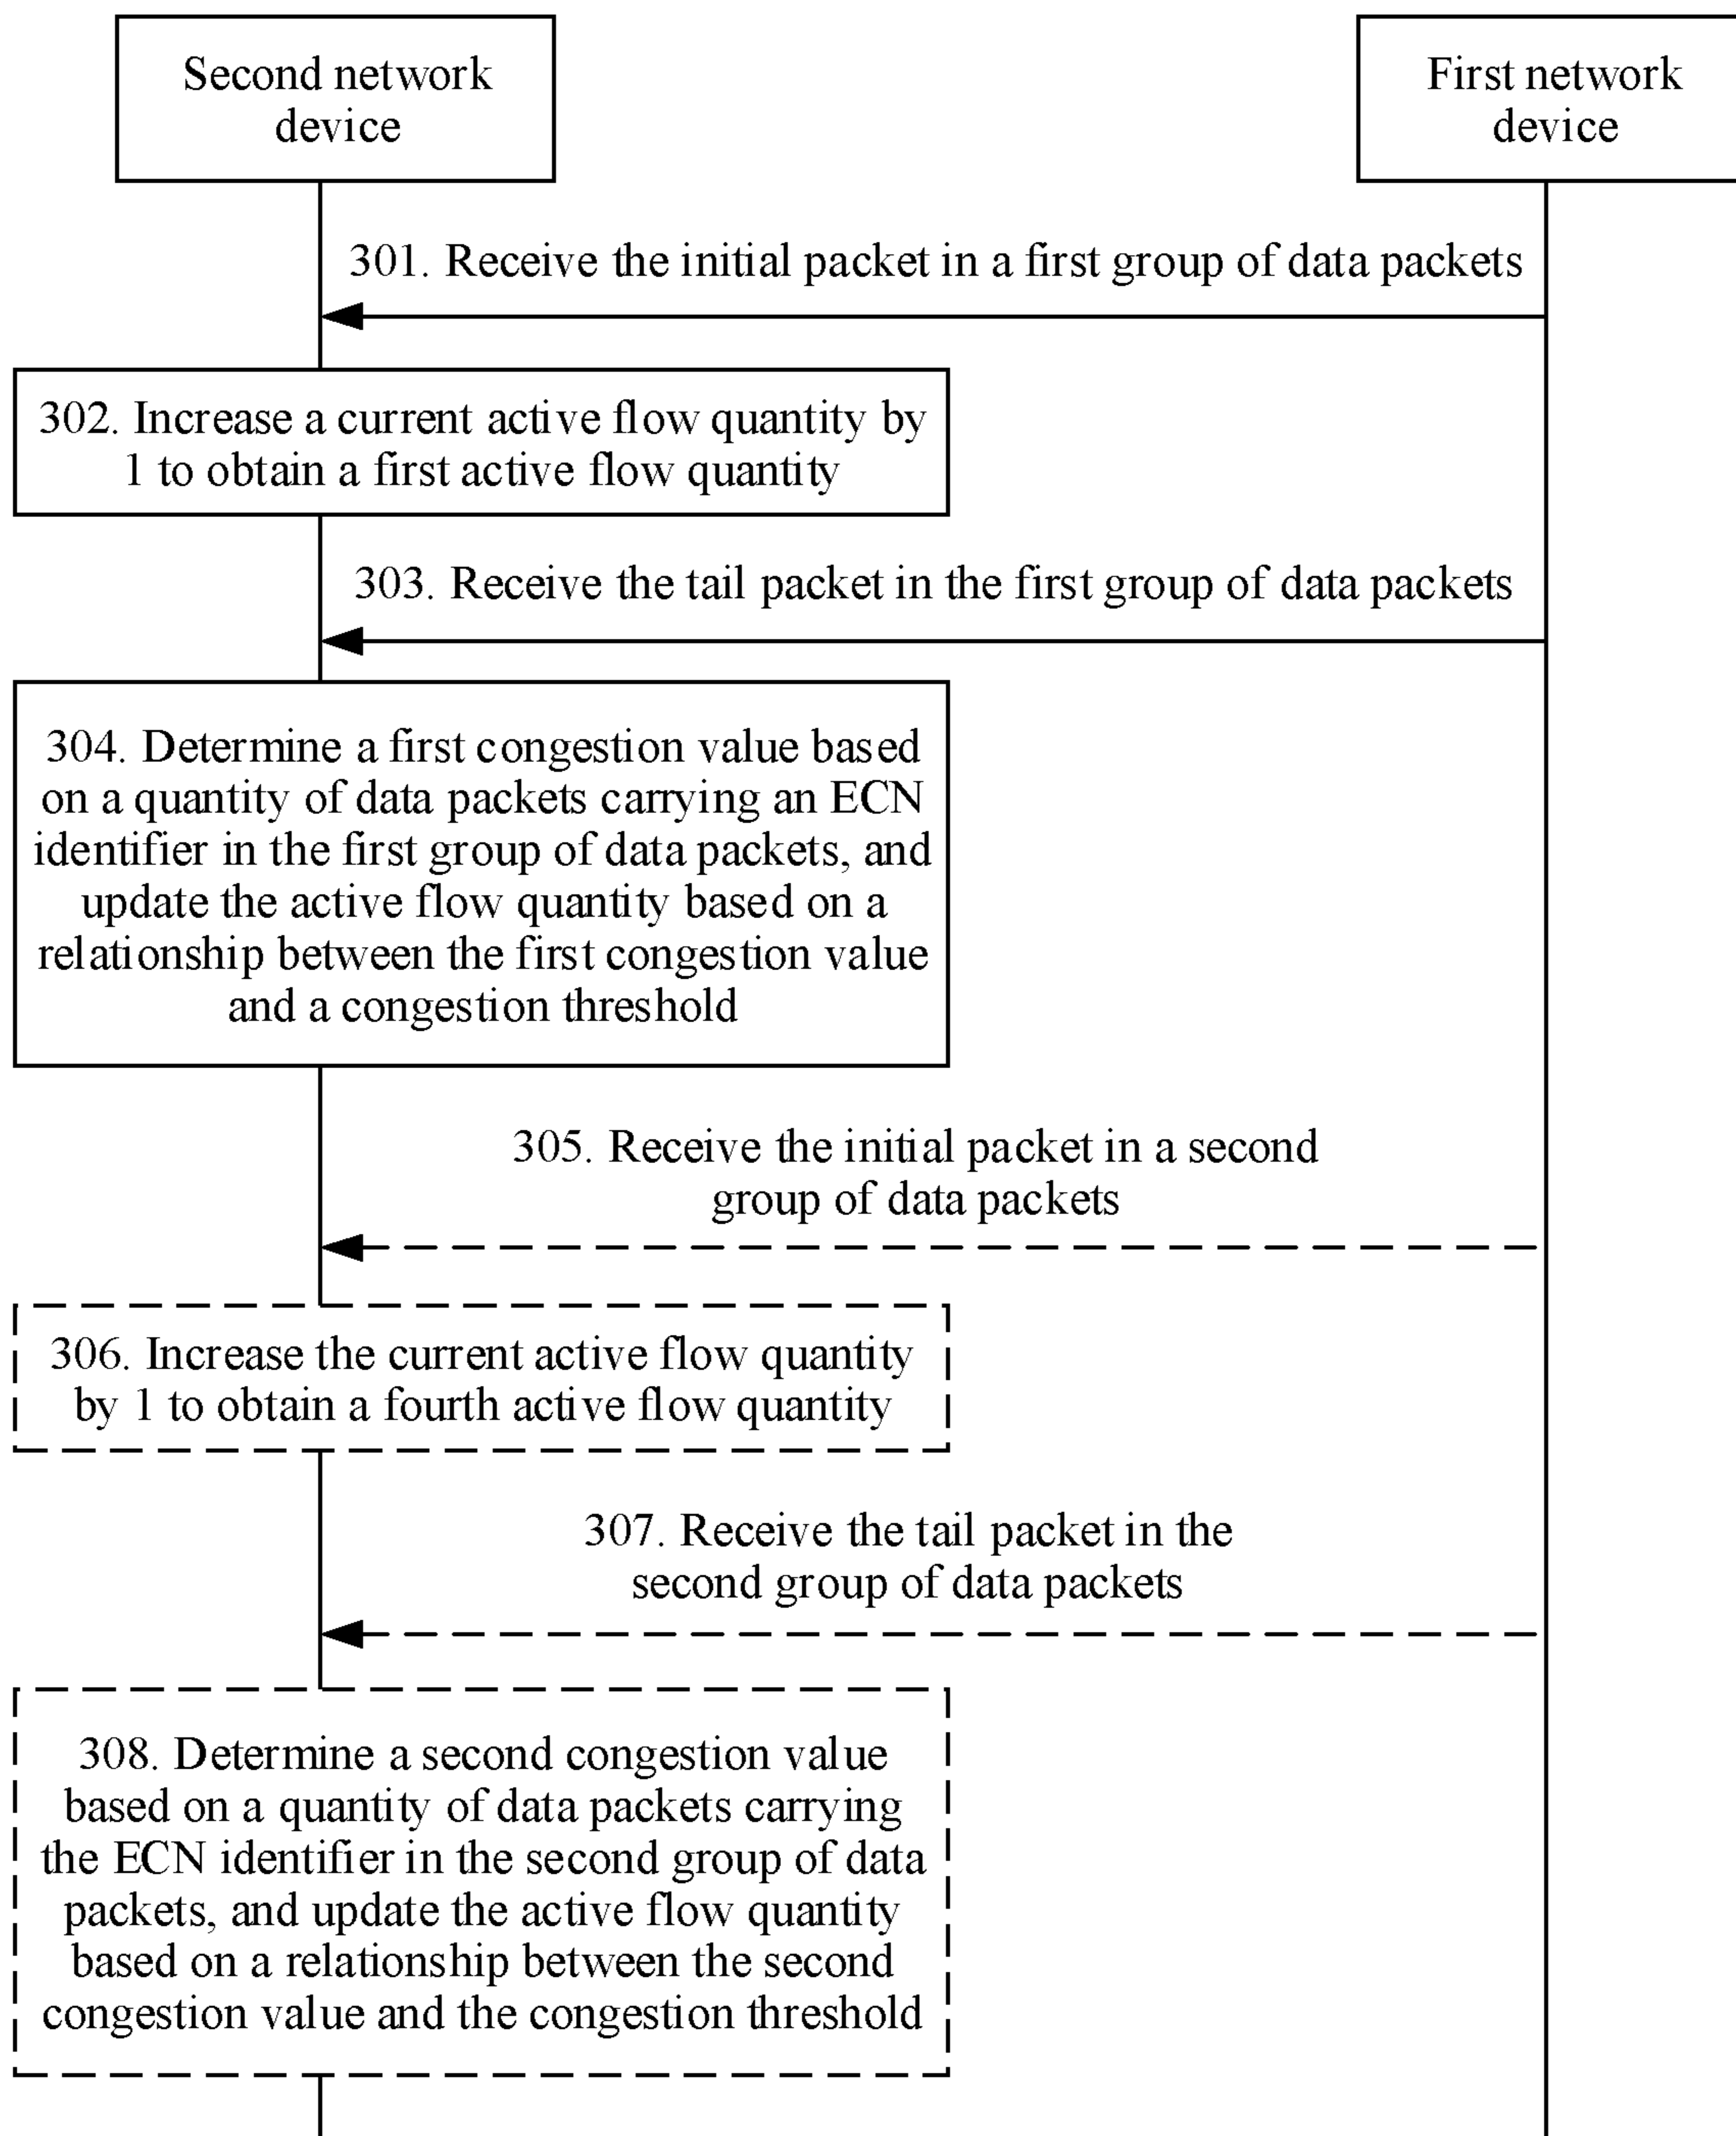 Second network
device
First network
device
301. Receive the initial packet in a first group of data packets
302. Increase a current active flow quantity by
1 to obtain a first active flow quantity
303. Receive the tail packet in the first group of data packets
304. Determine a first congestion value based
on a quantity of data packets carrying an ECN
identifier in the first group of data packets, and
update the active flow quantity based on a
relationship between the first congestion value
and a congestion threshold
305. Receive the initial packet in a second
group of data packets
306. Increase the current active flow quantity
by 1 to obtain a fourth active flow quantity
307. Receive the tail packet in the
second group of data packets
308. Determine a second congestion value
based on a quantity of data packets carrying
the ECN identifier in the second group of data
packets, and update the active flow quantity
based on a relationship between the second
congestion value and the congestion threshold